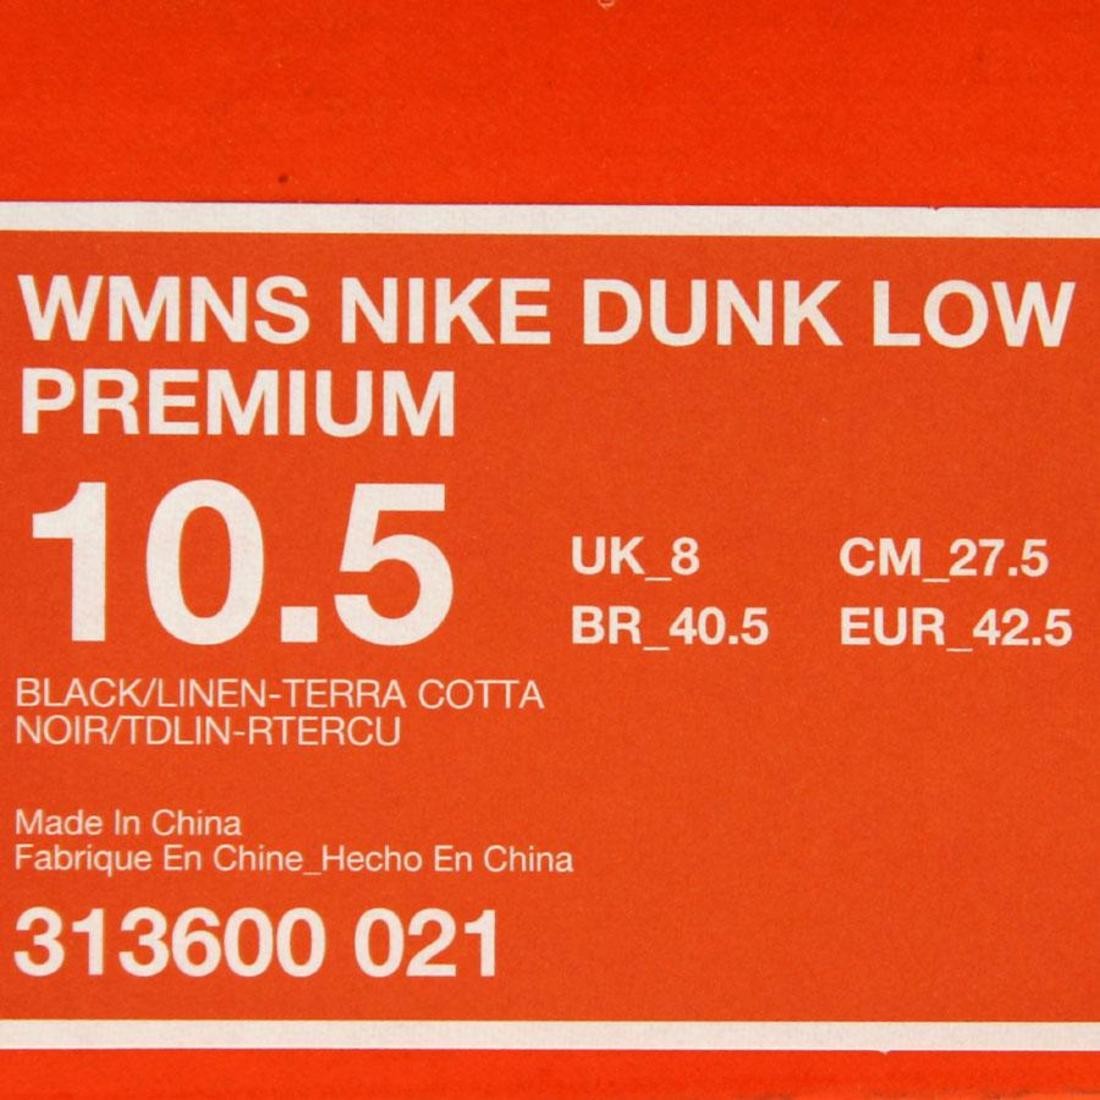 WMNS NIKE DUNK LOW
PREMIUM
10.5
UK_8 CM_27.5
BR_40.5 EUR_42.5
BLACK/LINEN-TERRA COTTA
NOIR/TDLIN-RTERCU
Made In China
Fabrique En Chine_Hecho En China
313600 021